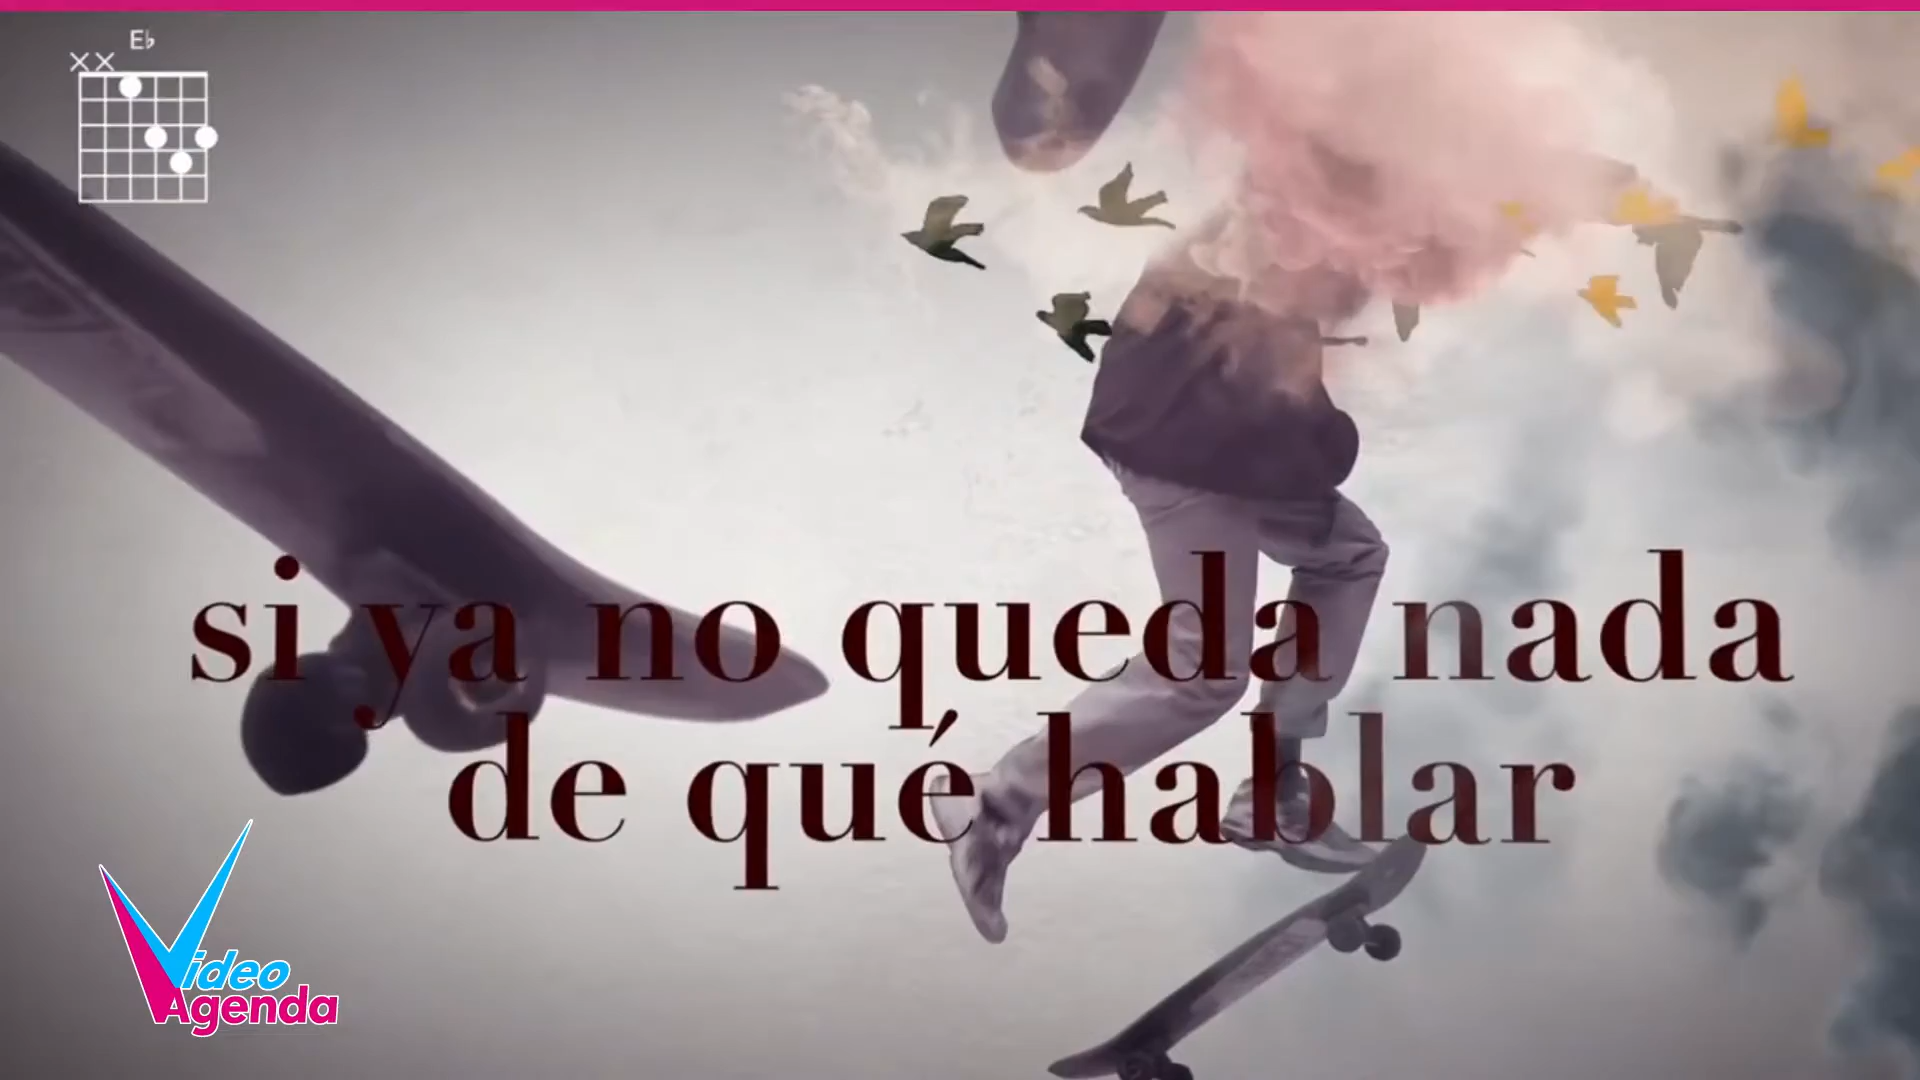 E♭
××
si ya no queda nada
de qué hablar
Video
Agenda